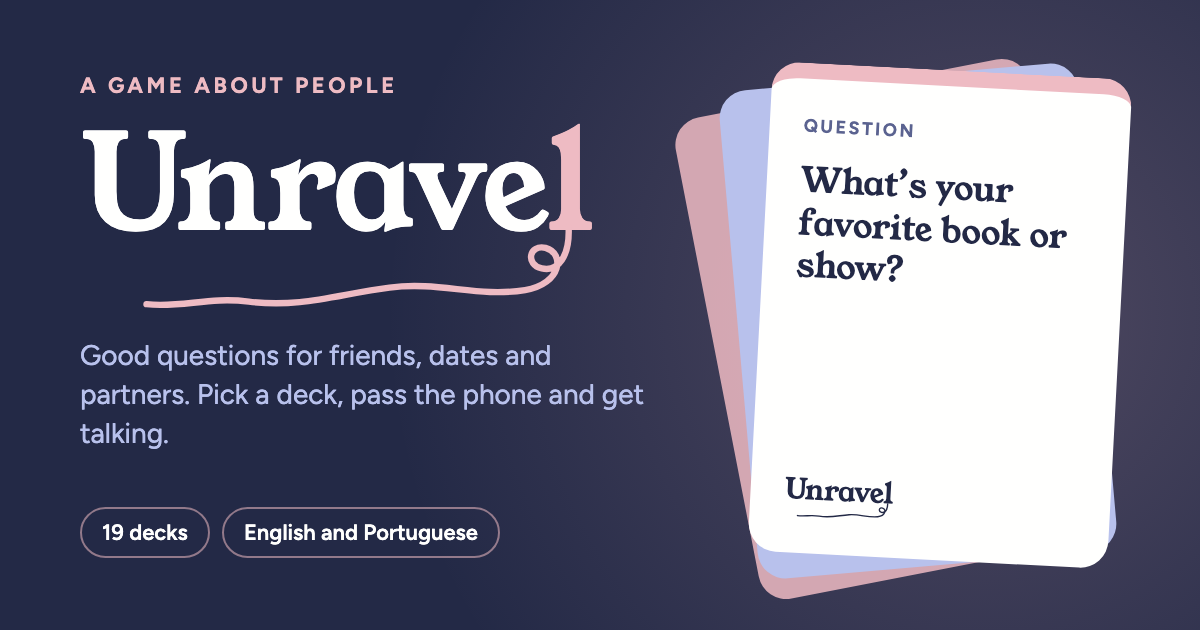 A GAME ABOUT PEOPLE
Unravel
Good questions for friends, dates and
partners. Pick a deck, pass the phone and get
talking.
19 decks
English and Portuguese
QUESTION
What’s your
favorite book or
show?
Unravel